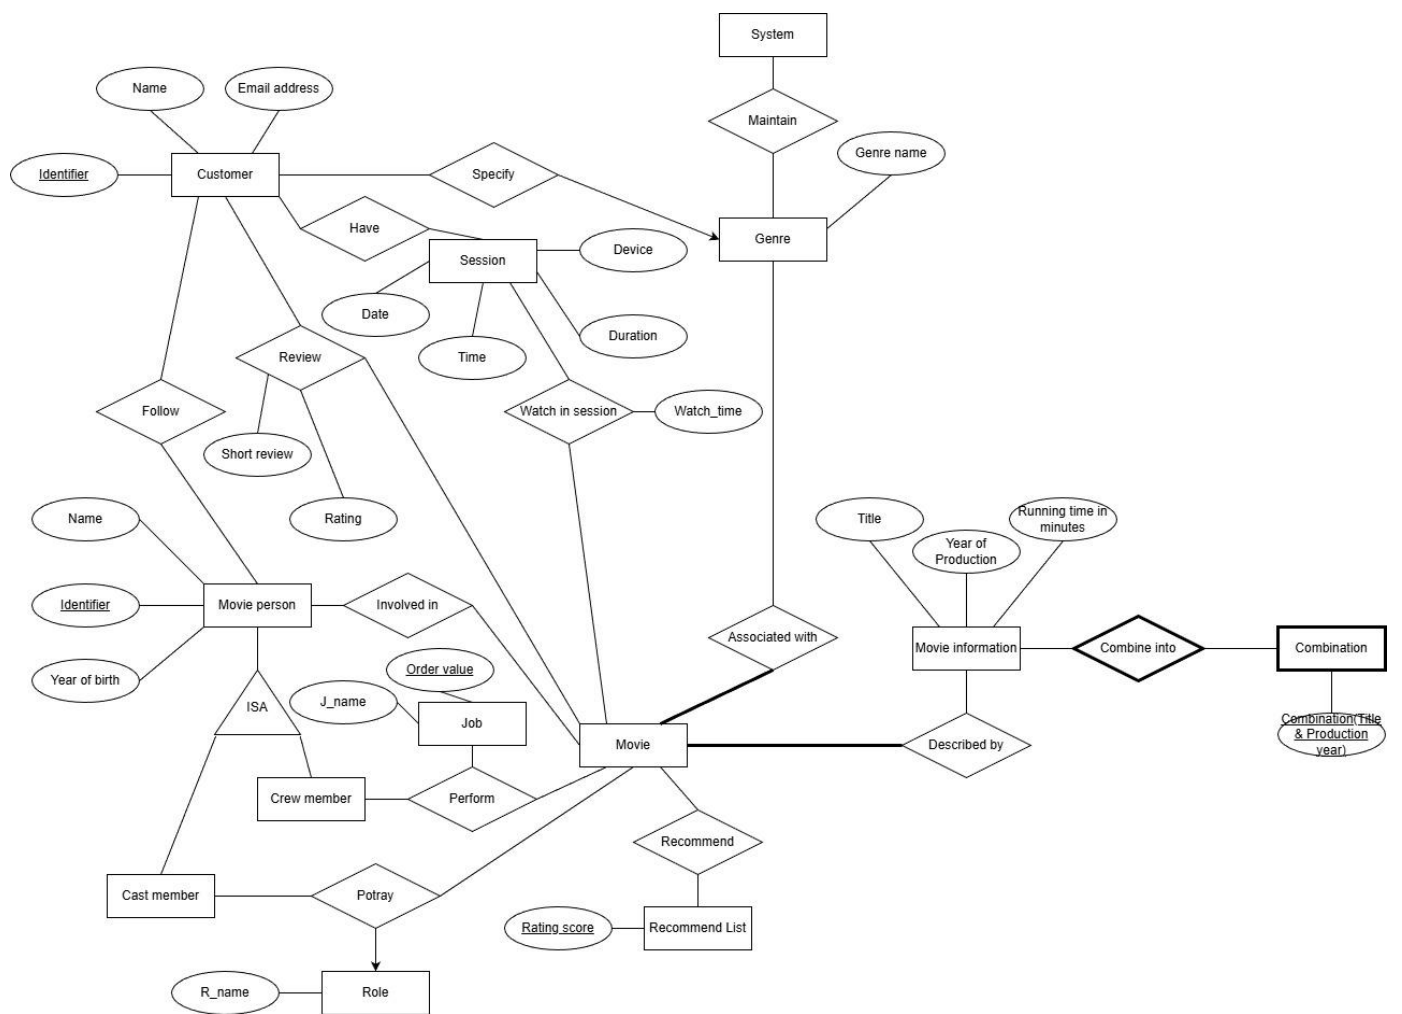 System
Name
Email address
Maintain
Genre name
Identifier
Customer
Specify
Have
Genre
Session
Device
Date
Time
Duration
Review
Follow
Watch in session
Watch_time
Short review
Name
Rating
Title
Running time in
minutes
Year of
Production
Identifier
Movie person
Involved in
Associated with
Movie information
Combine into
Combination
Year of birth
Order value
ISA
J_name
Job
Movie
Described by
Combination(Title
& Production
year)
Crew member
Perform
Recommend
Cast member
Potray
Rating score
Recommend List
R_name
Role